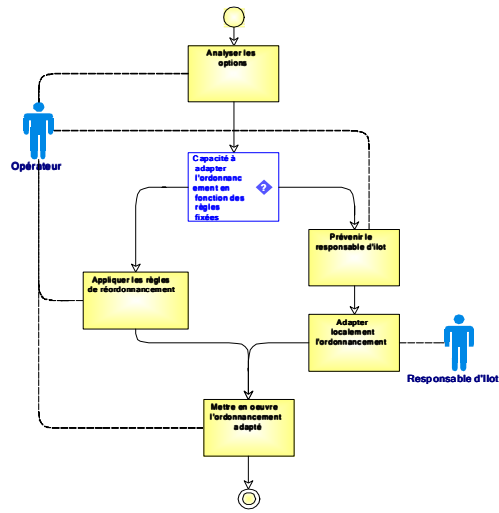 Analyser les
options
Opérateur
Capacité à
adapter
l'ordonnanc
ement en
fonction des
règles
fixées
?
Prévenir le
responsable d'ilot
Appliquer les règles
de réordonnancement
Adapter
localement
l'ordonnancement
Responsable d'Ilot
Mettre en oeuvre
l'ordonnancement
adapté